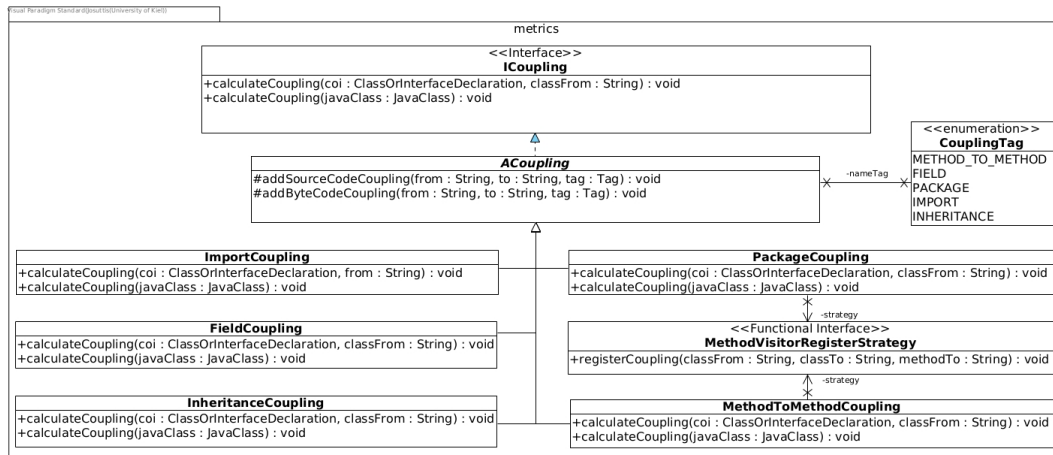 Visual Paradigm Standard(Josuttis(University of Kiel))
metrics
<<Interface>>
ICoupling
+calculateCoupling(coi : ClassOrInterfaceDeclaration, classFrom : String) : void
+calculateCoupling(javaClass : JavaClass) : void
<<enumeration>>
CouplingTag
METHOD_TO_METHOD
FIELD
PACKAGE
IMPORT
INHERITANCE
ACoupling
#addSourceCodeCoupling(from : String, to : String, tag : Tag) : void
#addByteCodeCoupling(from : String, to : String, tag : Tag) : void
-nameTag
ImportCoupling
+calculateCoupling(coi : ClassOrInterfaceDeclaration, from : String) : void
+calculateCoupling(javaClass : JavaClass) : void
PackageCoupling
+calculateCoupling(coi : ClassOrInterfaceDeclaration, classFrom : String) : void
+calculateCoupling(javaClass : JavaClass) : void
-strategy
FieldCoupling
+calculateCoupling(coi : ClassOrInterfaceDeclaration, classFrom : String) : void
+calculateCoupling(javaClass : JavaClass) : void
<<Functional Interface>>
MethodVisitorRegisterStrategy
+registerCoupling(classFrom : String, classTo : String, methodTo : String) : void
-strategy
InheritanceCoupling
+calculateCoupling(coi : ClassOrInterfaceDeclaration, classFrom : String) : void
+calculateCoupling(javaClass : JavaClass) : void
MethodToMethodCoupling
+calculateCoupling(coi : ClassOrInterfaceDeclaration, classFrom : String) : void
+calculateCoupling(javaClass : JavaClass) : void